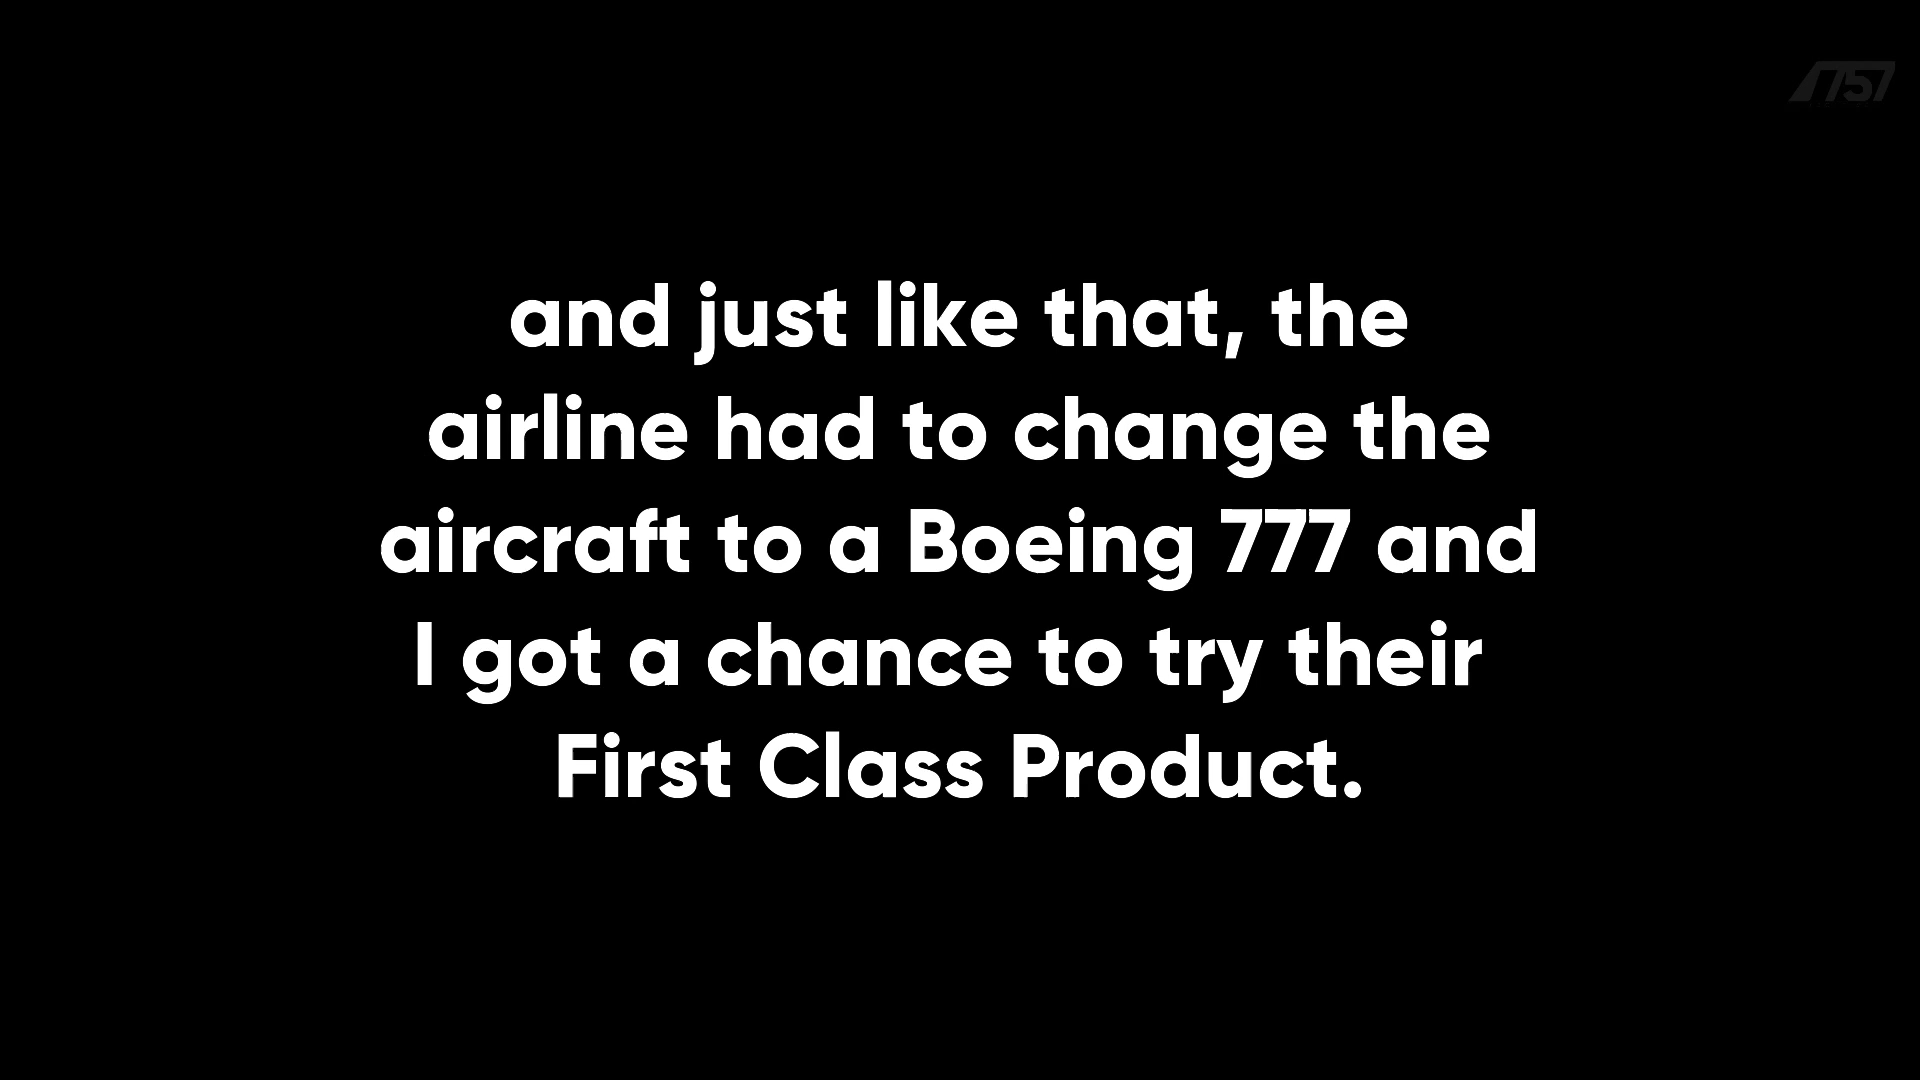 757
and just like that, the
airline had to change the
aircraft to a Boeing 777 and
I got a chance to try their
First Class Product.